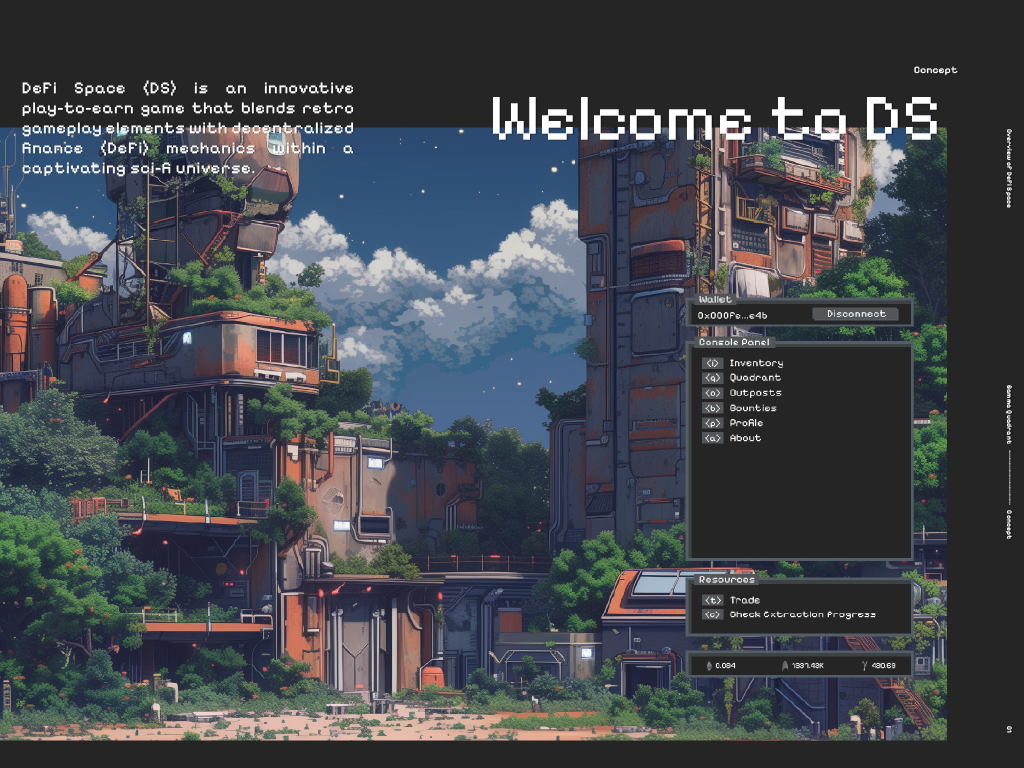 Concept
Welcome to DS
DeFi Space (DS) is an innovative
play-to-earn game that blends retro
gameplay elements with decentralized
finance (DeFi) mechanics within a
captivating sci-fi universe.
Overview of DeFi Space
Gamma Quadrant
Concept
01
Wallet
0x000fe...e4b
Disconnect
Console Panel
<i> Inventory
<q> Quadrant
<o> Outposts
<b> Bounties
<p> Profile
<a> About
Resources
<t> Trade
<c> Check Extraction Progress
0.094 1337.43K 430.69